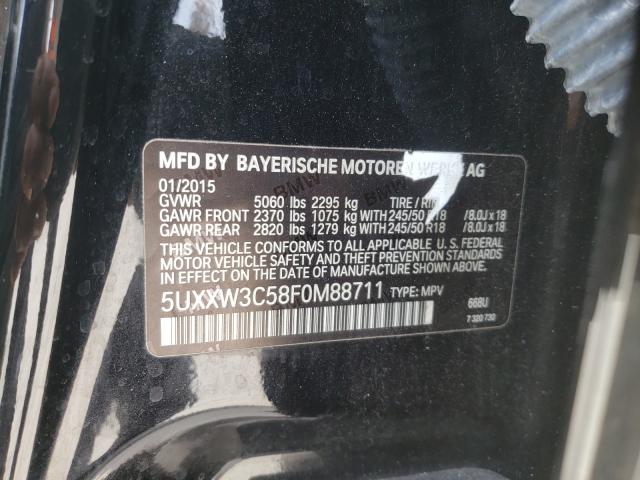 MFD BY BAYERISCHE MOTOREN WERKE AG
01/2015
GVWR 5060 lbs 2295 kg TIRE / RIM
GAWR FRONT 2370 lbs 1075 kg WITH 245/50 R18 /8.0J x 18
GAWR REAR 2820 lbs 1279 kg WITH 245/50 R18 /8.0J x 18
THIS VEHICLE CONFORMS TO ALL APPLICABLE U.S. FEDERAL
MOTOR VEHICLE SAFETY AND THEFT PREVENTION STANDARDS
IN EFFECT ON THE DATE OF MANUFACTURE SHOWN ABOVE.
5UXXW3C58F0M88711 TYPE: MPV 668U
7 320 730